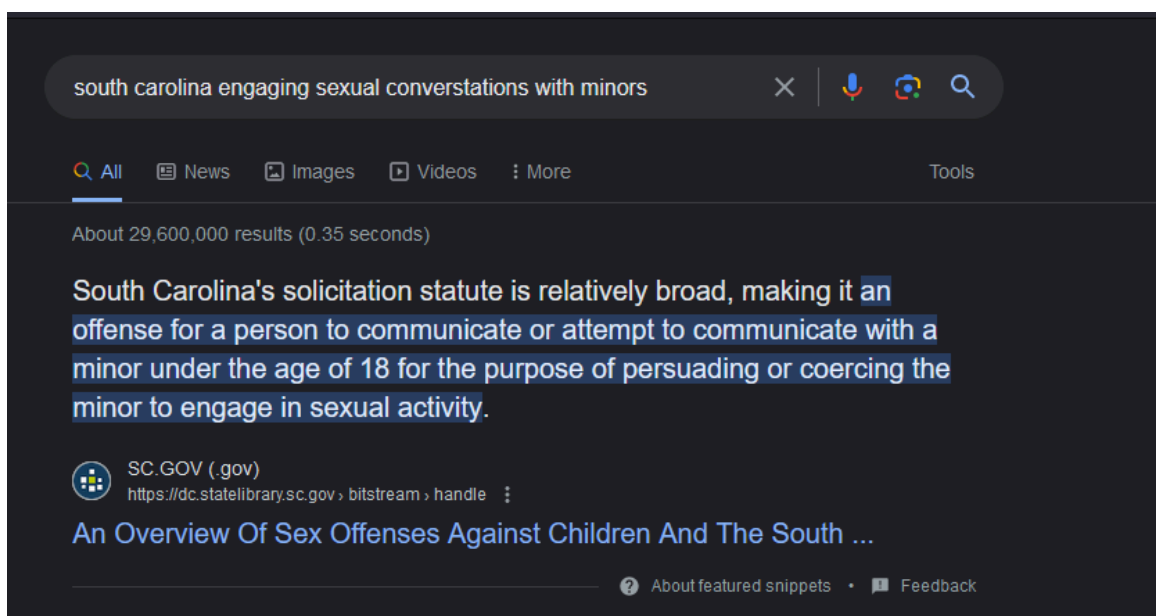 south carolina engaging sexual converstations with minors
All News Images Videos More Tools
About 29,600,000 results (0.35 seconds)
South Carolina's solicitation statute is relatively broad, making it an
offense for a person to communicate or attempt to communicate with a
minor under the age of 18 for the purpose of persuading or coercing the
minor to engage in sexual activity.
SC.GOV (.gov)
https://dc.statelibrary.sc.gov › bitstream › handle
An Overview Of Sex Offenses Against Children And The South ...
About featured snippets • Feedback